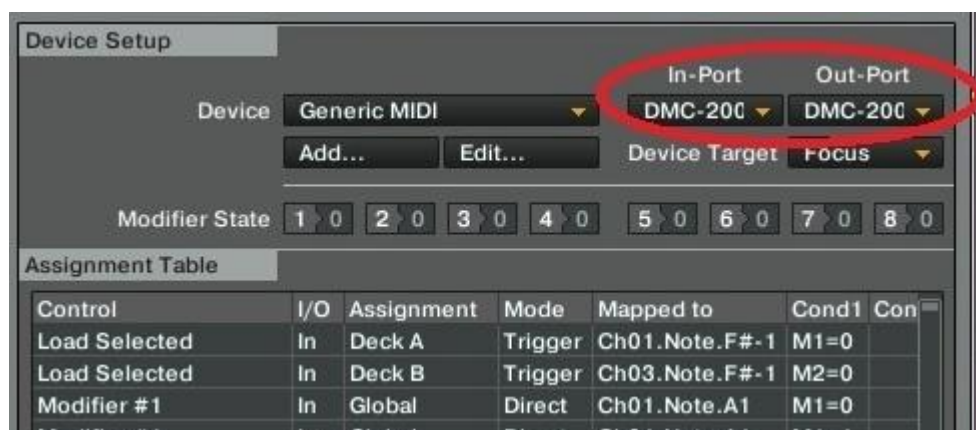 Device Setup
In-Port Out-Port
Device Generic MIDI DMC-200 DMC-200
Add... Edit... Device Target Focus
Modifier State 1 0 2 0 3 0 4 0 5 0 6 0 7 0 8 0
Assignment Table
Control I/O Assignment Mode Mapped to Cond1 Con
Load Selected In Deck A Trigger Ch01.Note.F#-1 M1=0
Load Selected In Deck B Trigger Ch03.Note.F#-1 M2=0
Modifier #1 In Global Direct Ch01.Note.A1 M1=0